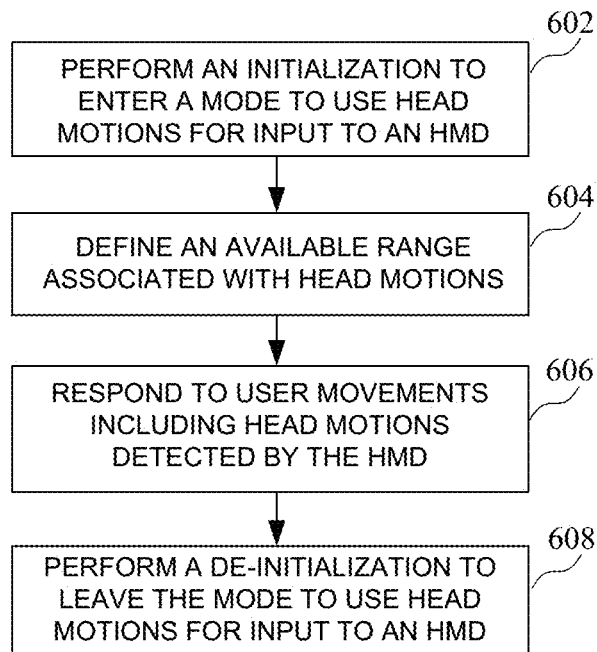 602
PERFORM AN INITIALIZATION TO
ENTER A MODE TO USE HEAD
MOTIONS FOR INPUT TO AN HMD
604
DEFINE AN AVAILABLE RANGE
ASSOCIATED WITH HEAD MOTIONS
606
RESPOND TO USER MOVEMENTS
INCLUDING HEAD MOTIONS
DETECTED BY THE HMD
608
PERFORM A DE-INITIALIZATION TO
LEAVE THE MODE TO USE HEAD
MOTIONS FOR INPUT TO AN HMD